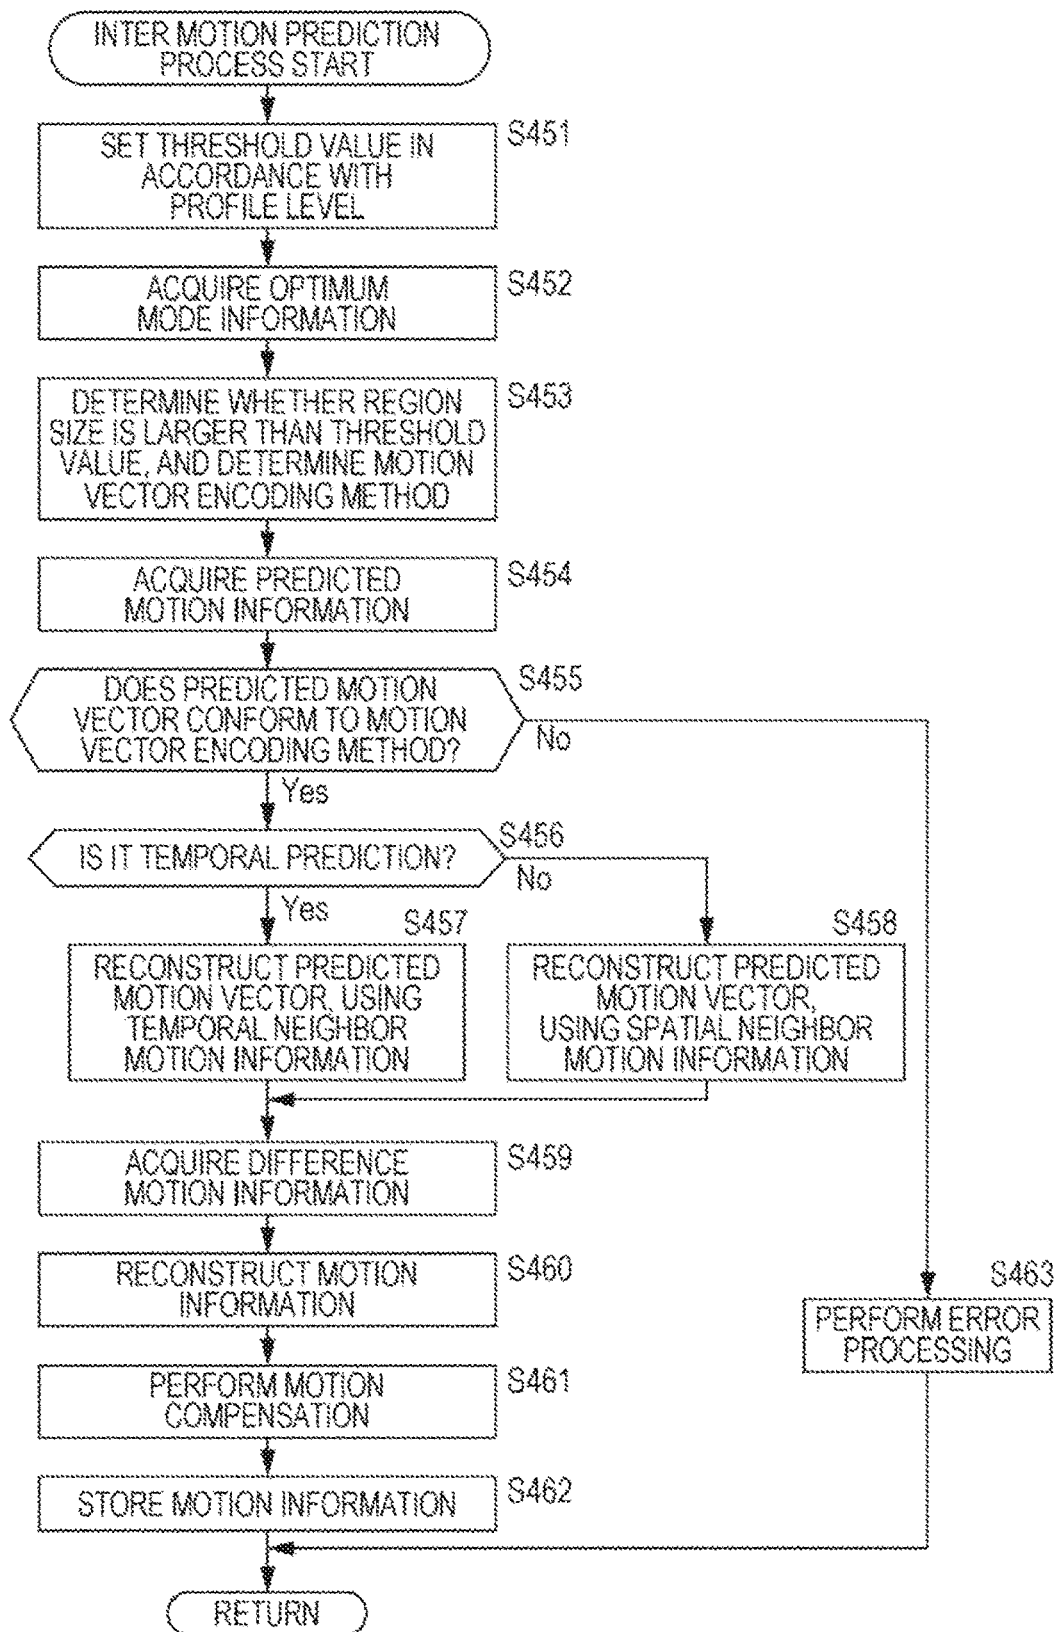 INTER MOTION PREDICTION
PROCESS START
S451
SET THRESHOLD VALUE IN
ACCORDANCE WITH
PROFILE LEVEL
S452
ACQUIRE OPTIMUM
MODE INFORMATION
S453
DETERMINE WHETHER REGION
SIZE IS LARGER THAN THRESHOLD
VALUE, AND DETERMINE MOTION
VECTOR ENCODING METHOD
S454
ACQUIRE PREDICTED
MOTION INFORMATION
S455
DOES PREDICTED MOTION
VECTOR CONFORM TO MOTION
VECTOR ENCODING METHOD?
No
Yes
S456
IS IT TEMPORAL PREDICTION?
No
Yes
S457
RECONSTRUCT PREDICTED
MOTION VECTOR, USING
TEMPORAL NEIGHBOR
MOTION INFORMATION
S458
RECONSTRUCT PREDICTED
MOTION VECTOR,
USING SPATIAL NEIGHBOR
MOTION INFORMATION
S459
ACQUIRE DIFFERENCE
MOTION INFORMATION
S460
RECONSTRUCT MOTION
INFORMATION
S463
PERFORM ERROR
PROCESSING
S461
PERFORM MOTION
COMPENSATION
S462
STORE MOTION INFORMATION
RETURN